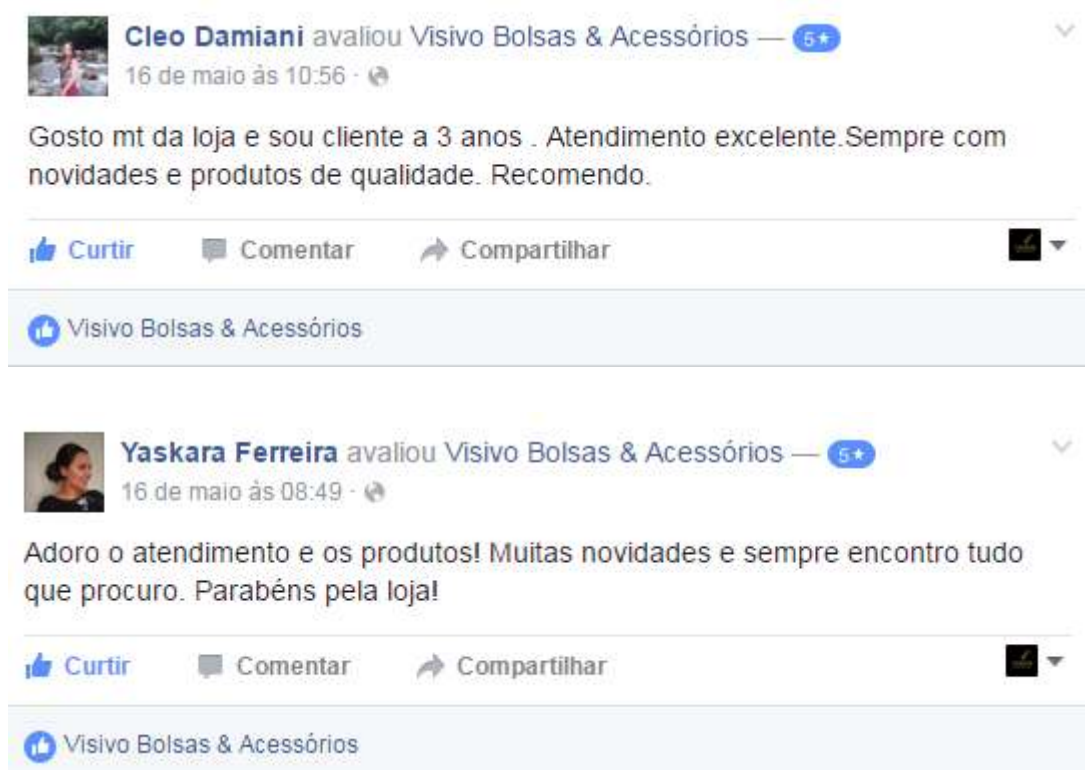 Cleo Damiani avaliou Visivo Bolsas & Acessórios — 5★
16 de maio às 10:56 ·
Gosto mt da loja e sou cliente a 3 anos . Atendimento excelente.Sempre com
novidades e produtos de qualidade. Recomendo.
Curtir Comentar Compartilhar
Visivo Bolsas & Acessórios
Yaskara Ferreira avaliou Visivo Bolsas & Acessórios — 5★
16 de maio às 08:49 ·
Adoro o atendimento e os produtos! Muitas novidades e sempre encontro tudo
que procuro. Parabéns pela loja!
Curtir Comentar Compartilhar
Visivo Bolsas & Acessórios